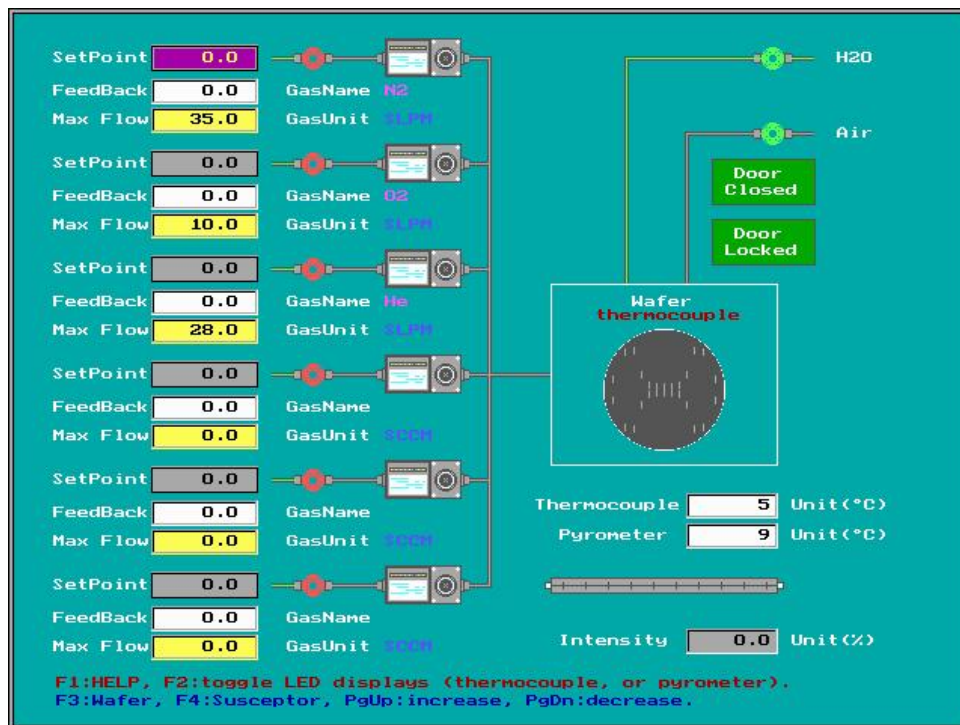 SetPoint 0.0 H2O
FeedBack 0.0 GasName N2
Max Flow 35.0 GasUnit SLPM
Air
SetPoint 0.0
Door Closed
FeedBack 0.0 GasName O2
Max Flow 10.0 GasUnit SLPM
Door Locked
SetPoint 0.0
FeedBack 0.0 GasName He
Wafer
thermocouple
Max Flow 28.0 GasUnit SLPM
SetPoint 0.0
FeedBack 0.0 GasName
Max Flow 0.0 GasUnit SCCM
SetPoint 0.0
Thermocouple 5 Unit(°C)
FeedBack 0.0 GasName
Pyrometer 9 Unit(°C)
Max Flow 0.0 GasUnit SCCM
SetPoint 0.0
FeedBack 0.0 GasName
Intensity 0.0 Unit(%)
Max Flow 0.0 GasUnit SCCM
F1:HELP, F2:toggle LED displays (thermocouple, or pyrometer).
F3:Wafer, F4:Susceptor, PgUp:increase, PgDn:decrease.